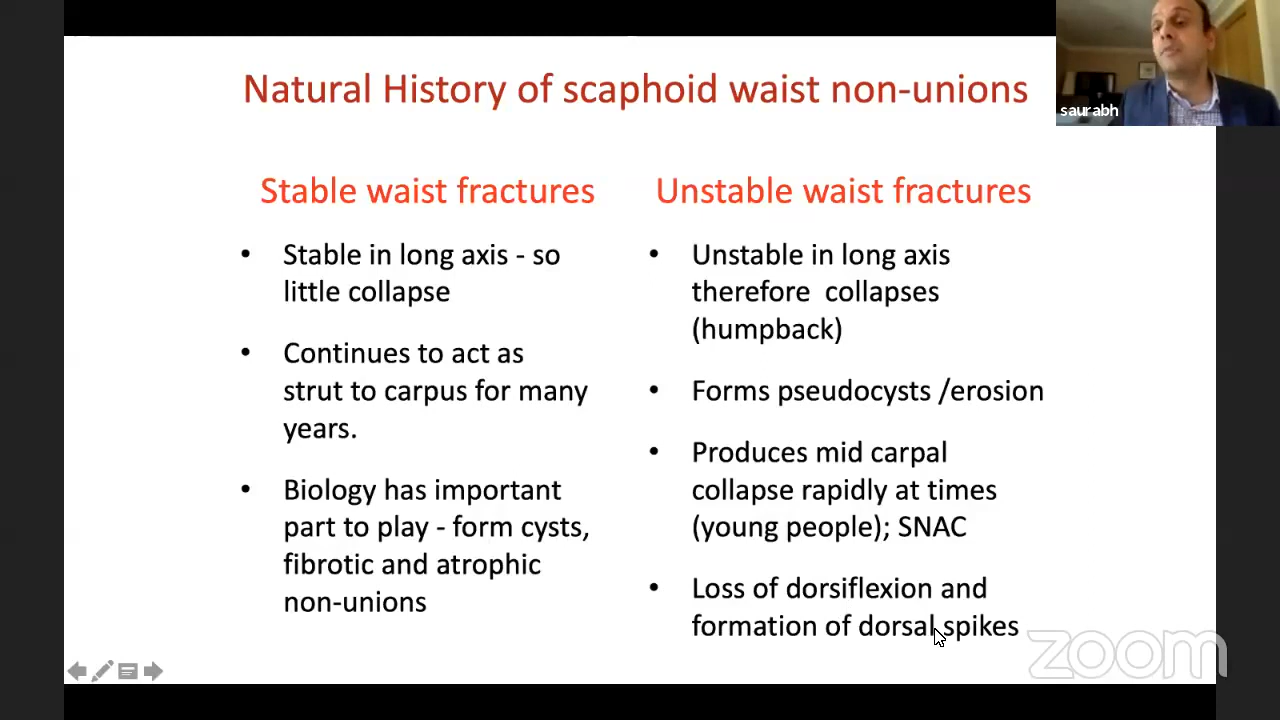 Natural History of scaphoid waist non-unions
saurabh
Stable waist fractures
• Stable in long axis - so
little collapse
• Continues to act as
strut to carpus for many
years.
• Biology has important
part to play - form cysts,
fibrotic and atrophic
non-unions
Unstable waist fractures
• Unstable in long axis
therefore collapses
(humpback)
• Forms pseudocysts /erosion
• Produces mid carpal
collapse rapidly at times
(young people); SNAC
• Loss of dorsiflexion and
formation of dorsal spikes
zoom